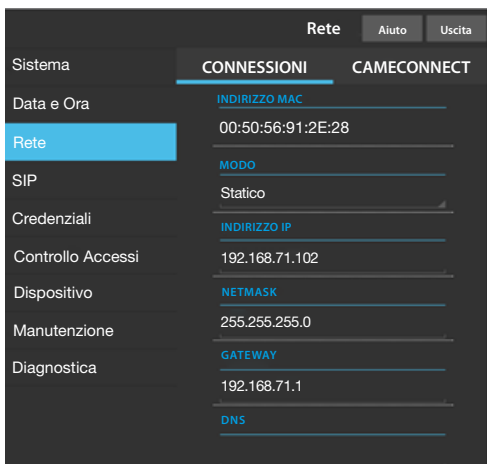 Rete Aiuto Uscita
Sistema
Data e Ora
Rete
SIP
Credenziali
Controllo Accessi
Dispositivo
Manutenzione
Diagnostica
CONNESSIONI CAMECONNECT
INDIRIZZO MAC
00:50:56:91:2E:28
MODO
Statico
INDIRIZZO IP
192.168.71.102
NETMASK
255.255.255.0
GATEWAY
192.168.71.1
DNS